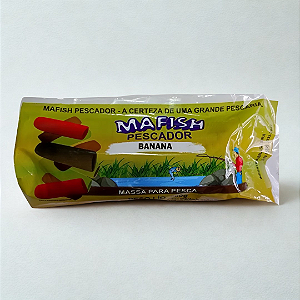 MAFISH PESCADOR - A CERTEZA DE UMA GRANDE PESCARIA
MAFISH
PESCADOR
BANANA
MASSA PARA PESCA